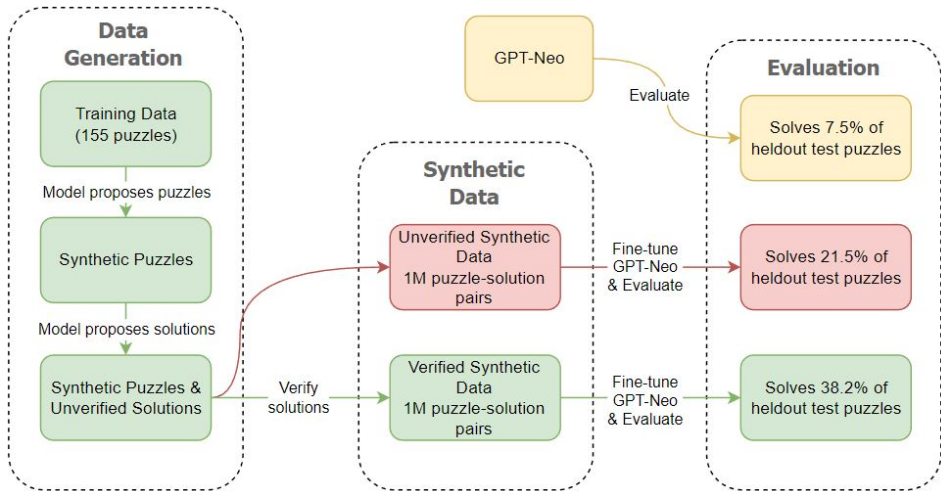 Data
Generation
Training Data
(155 puzzles)
Model proposes puzzles
Synthetic Puzzles
Model proposes solutions
Synthetic Puzzles &
Unverified Solutions
Verify
solutions
Synthetic
Data
Unverified Synthetic
Data
1M puzzle-solution
pairs
Verified Synthetic
Data
1M puzzle-solution
pairs
GPT-Neo
Evaluate
Fine-tune
GPT-Neo
& Evaluate
Fine-tune
GPT-Neo
& Evaluate
Evaluation
Solves 7.5% of
heldout test puzzles
Solves 21.5% of
heldout test puzzles
Solves 38.2% of
heldout test puzzles